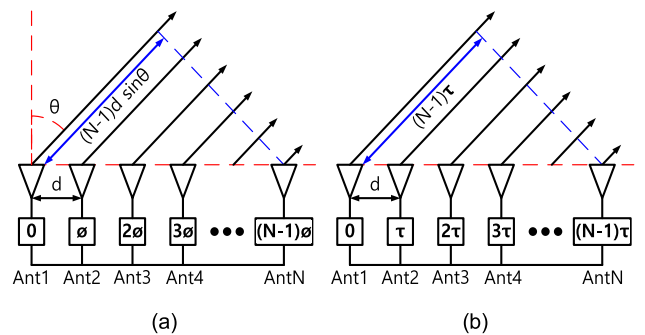 θ
(N-1)d sinθ
d
0 ø 2ø 3ø ●●● (N-1)ø
Ant1 Ant2 Ant3 Ant4 AntN
(a)
(N-1)τ
d
0 τ 2τ 3τ ●●● (N-1)τ
Ant1 Ant2 Ant3 Ant4 AntN
(b)